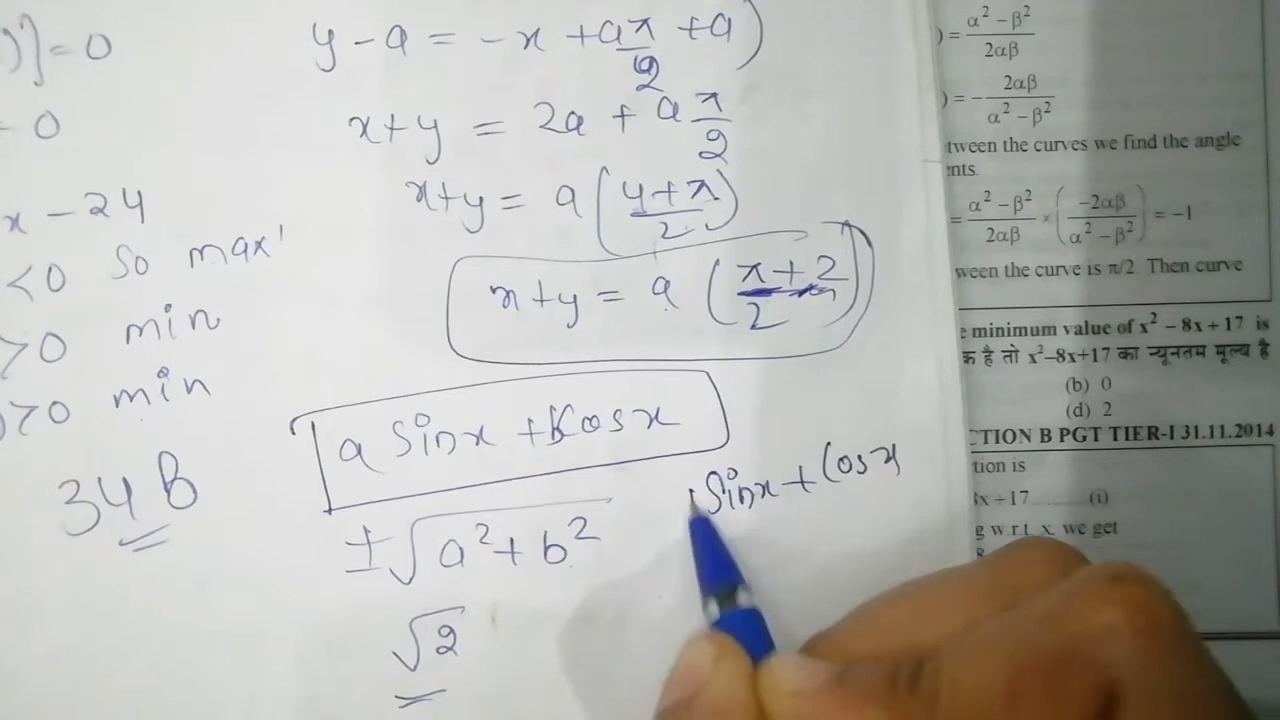 )]=0
= 0
x - 24
<0 So max'
>0 min
>0 min
34 B
y - a = -x + aπ/2 + a)
x+y = 2a + a π/2
x+y = a (4+π/2)
x+y = a (π+2/2)
a Sinx + bCosx
± √a²+b²
√2
Sinx + Cosx
) = α² – β² / 2αβ
) = – 2αβ / α² – β²
tween the curves we find the angle
ents.
= α² – β² / 2αβ × (–2αβ / α² – β²) = –1
ween the curve is π/2. Then curve
e minimum value of x² – 8x + 17 is
क है तो x²–8x+17 का न्यूनतम मूल्य है
(b) 0
(d) 2
CTION B PGT TIER-I 31.11.2014
tion is
8x + 17.........(i)
g w.r.t. x, we get
8